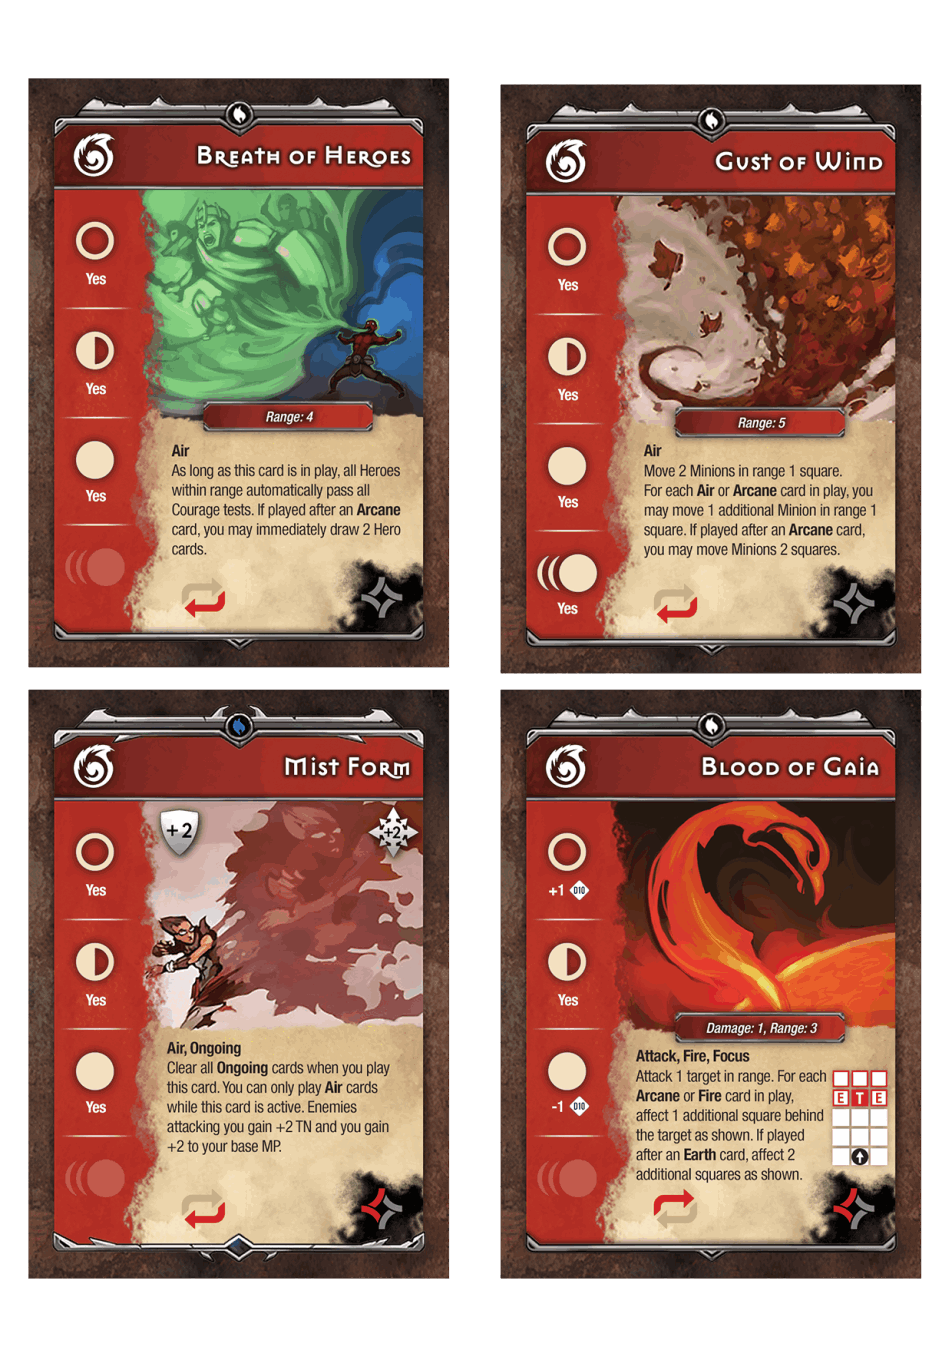 Breath of Heroes
Yes
Yes
Yes
Range: 4
Air
As long as this card is in play, all Heroes
within range automatically pass all
Courage tests. If played after an Arcane
card, you may immediately draw 2 Hero
cards.
Gust of Wind
Yes
Yes
Yes
Yes
Range: 5
Air
Move 2 Minions in range 1 square.
For each Air or Arcane card in play, you
may move 1 additional Minion in range 1
square. If played after an Arcane card,
you may move Minions 2 squares.
Mist Form
+2
+2
Yes
Yes
Yes
Air, Ongoing
Clear all Ongoing cards when you play
this card. You can only play Air cards
while this card is active. Enemies
attacking you gain +2 TN and you gain
+2 to your base MP.
Blood of Gaia
+1 D10
Yes
-1 D10
Damage: 1, Range: 3
Attack, Fire, Focus
Attack 1 target in range. For each
Arcane or Fire card in play,
affect 1 additional square behind
the target as shown. If played
after an Earth card, affect 2
additional squares as shown.
E T E